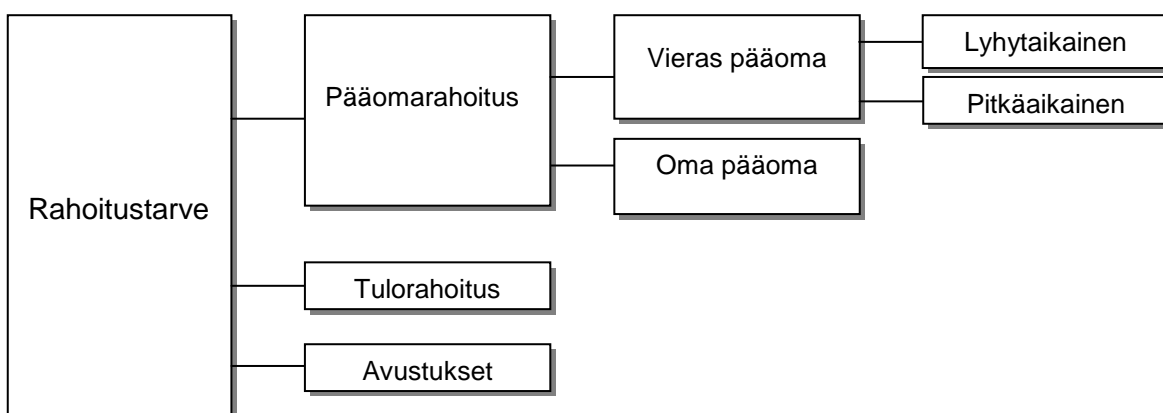 Rahoitustarve
Pääomarahoitus
Vieras pääoma
Lyhytaikainen
Pitkäaikainen
Oma pääoma
Tulorahoitus
Avustukset